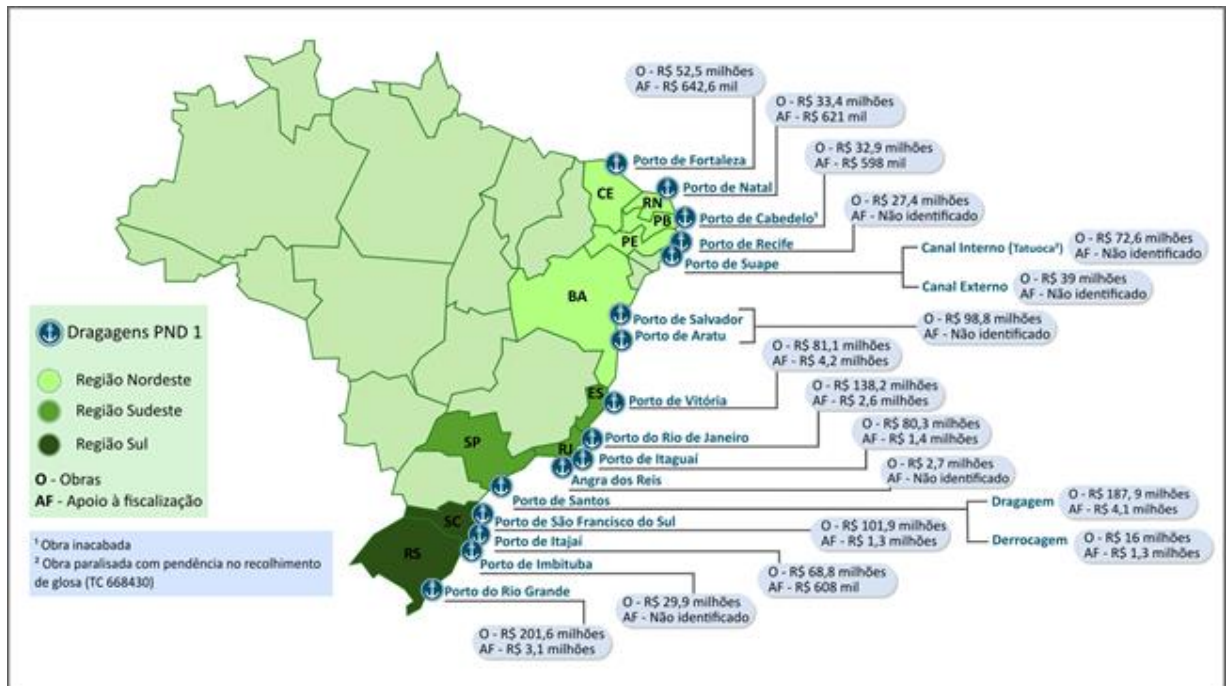 O - R$ 52,5 milhões
AF - R$ 642,6 mil
O - R$ 33,4 milhões
AF - R$ 621 mil
O - R$ 32,9 milhões
AF - R$ 598 mil
O - R$ 27,4 milhões
AF - Não identificado
Porto de Fortaleza
Porto de Natal
Porto de Cabedelo¹
Porto de Recife
Porto de Suape
CE
RN
PB
PE
BA
Canal Interno (Tatuoca²)
O - R$ 72,6 milhões
AF - Não identificado
Canal Externo
O - R$ 39 milhões
AF - Não identificado
Porto de Salvador
Porto de Aratu
O - R$ 98,8 milhões
AF - Não identificado
O - R$ 81,1 milhões
AF - R$ 4,2 milhões
ES
Porto de Vitória
O - R$ 138,2 milhões
AF - R$ 2,6 milhões
SP
RJ
Porto do Rio de Janeiro
O - R$ 80,3 milhões
AF - R$ 1,4 milhões
Porto de Itaguaí
Angra dos Reis
O - R$ 2,7 milhões
AF - Não identificado
Porto de Santos
Dragagem
O - R$ 187, 9 milhões
AF - R$ 4,1 milhões
Derrocagem
O - R$ 16 milhões
AF - R$ 1,3 milhões
SC
RS
Porto de São Francisco do Sul
O - R$ 101,9 milhões
AF - R$ 1,3 milhões
Porto de Itajaí
O - R$ 68,8 milhões
AF - R$ 608 mil
Porto de Imbituba
O - R$ 29,9 milhões
AF - Não identificado
Porto do Rio Grande
O - R$ 201,6 milhões
AF - R$ 3,1 milhões
Dragagens PND 1
Região Nordeste
Região Sudeste
Região Sul
O - Obras
AF - Apoio à fiscalização
¹ Obra inacabada
² Obra paralisada com pendência no recolhimento
de glosa (TC 668430)